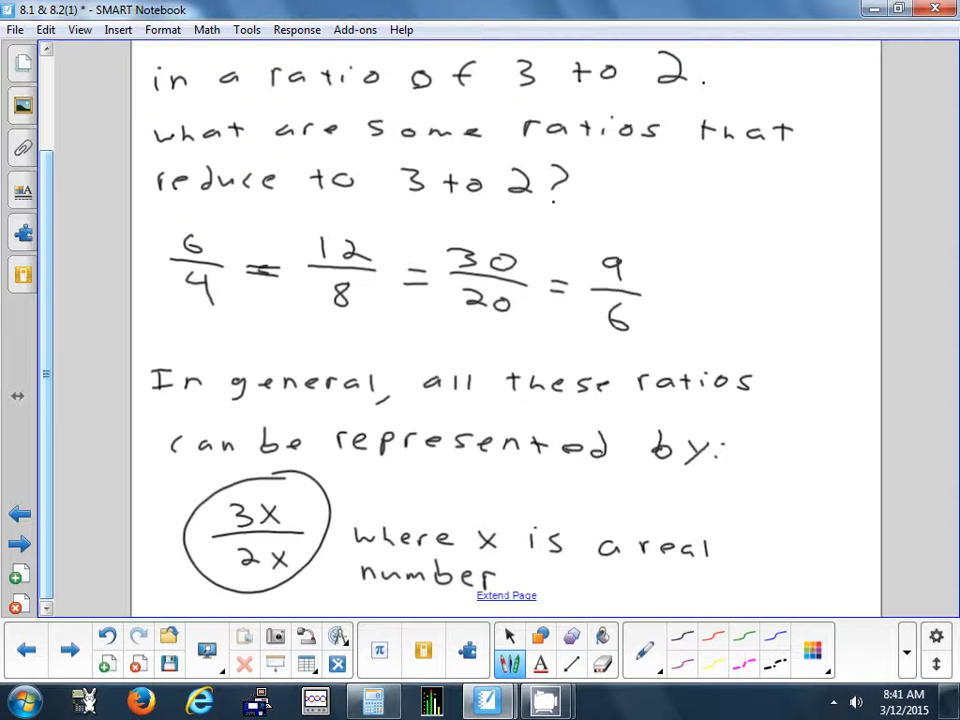 8.1 & 8.2(1) * - SMART Notebook
File Edit View Insert Format Math Tools Response Add-ons Help
in a ratio of 3 to 2.
what are some ratios that
reduce to 3 to 2?
6/4 = 12/8 = 30/20 = 9/6
In general, all these ratios
can be represented by:
3x/2x where x is a real
number
Extend Page
8:41 AM
3/12/2015